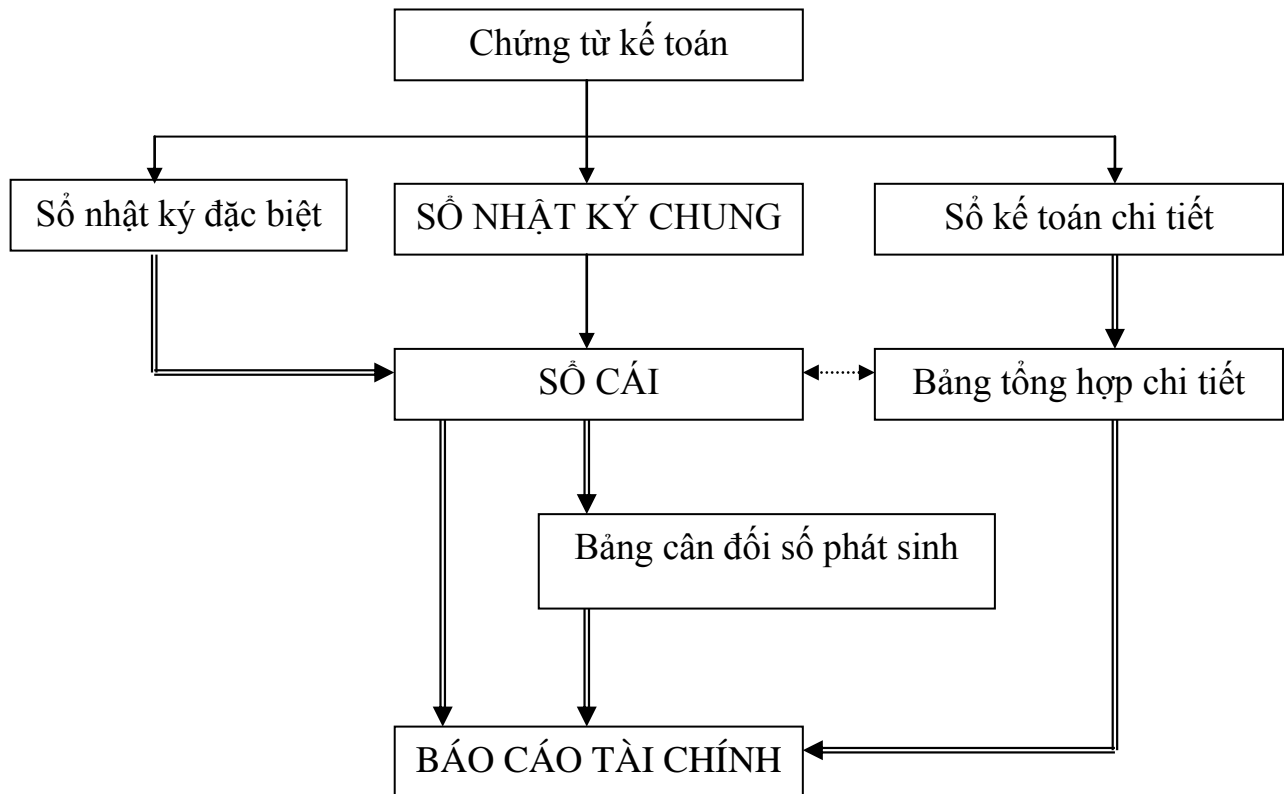 Chứng từ kế toán
Sổ nhật ký đặc biệt
SỔ NHẬT KÝ CHUNG
Sổ kế toán chi tiết
SỔ CÁI
Bảng tổng hợp chi tiết
Bảng cân đối số phát sinh
BÁO CÁO TÀI CHÍNH